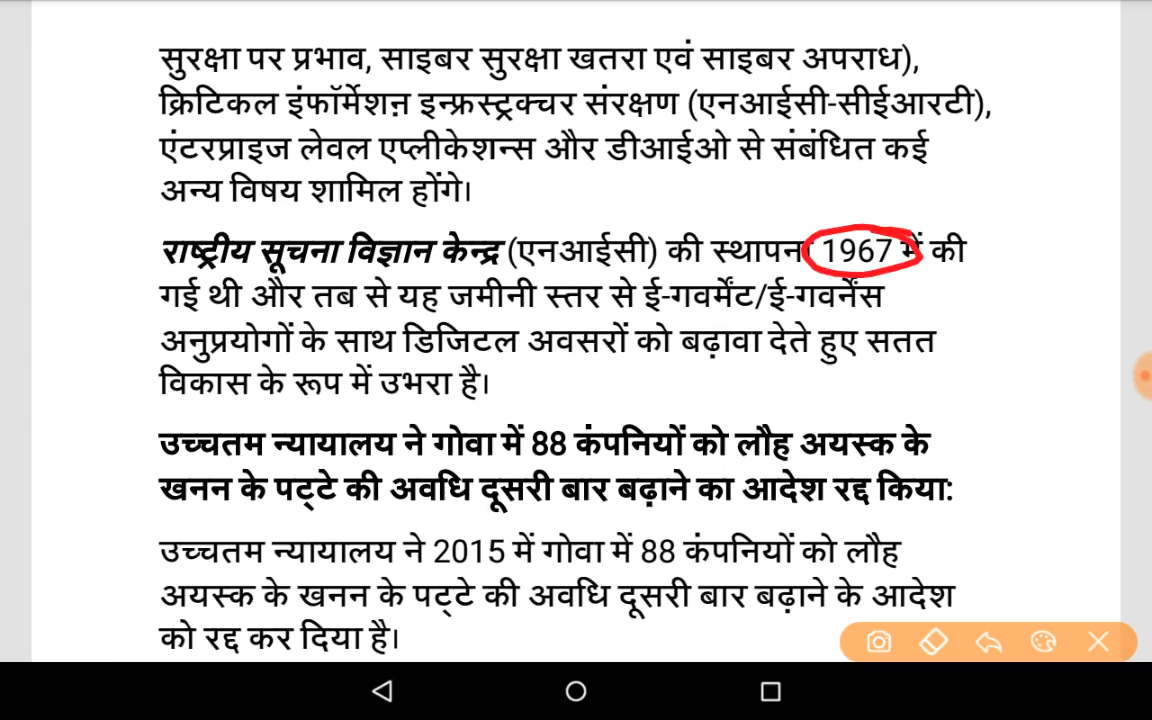 सुरक्षा पर प्रभाव, साइबर सुरक्षा खतरा एवं साइबर अपराध),
क्रिटिकल इंफॉर्मेशऩ इन्फ्रस्ट्रक्चर संरक्षण (एनआईसी-सीईआरटी),
एंटरप्राइज लेवल एप्लीकेशन्स और डीआईओ से संबंधित कई
अन्य विषय शामिल होंगे।
राष्ट्रीय सूचना विज्ञान केन्द्र (एनआईसी) की स्थापना 1967 में की
गई थी और तब से यह जमीनी स्तर से ई-गवर्मेंट/ई-गवर्नेंस
अनुप्रयोगों के साथ डिजिटल अवसरों को बढ़ावा देते हुए सतत
विकास के रूप में उभरा है।
उच्चतम न्यायालय ने गोवा में 88 कंपनियों को लौह अयस्क के
खनन के पट्टे की अवधि दूसरी बार बढ़ाने का आदेश रद्द किया:
उच्चतम न्यायालय ने 2015 में गोवा में 88 कंपनियों को लौह
अयस्क के खनन के पट्टे की अवधि दूसरी बार बढ़ाने के आदेश
को रद्द कर दिया है।